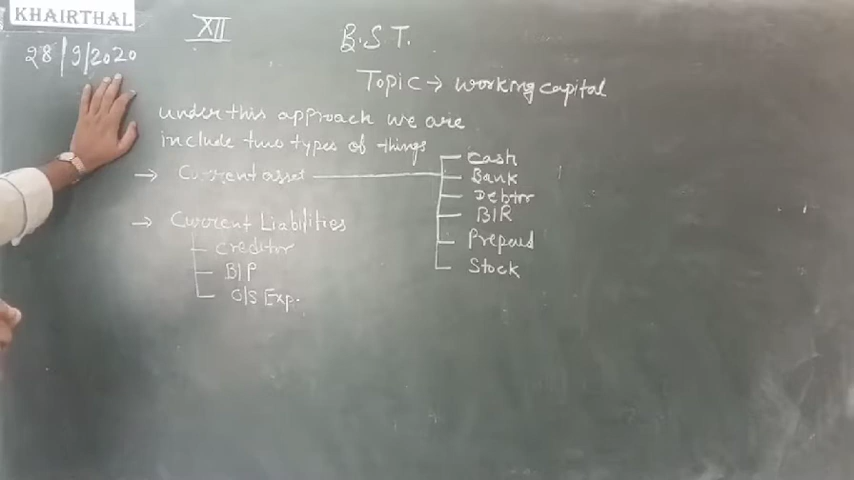 KHAIRTHAL
28/9/2020
XII
B.S.T.
Topic → working capital
under this approach we are
include two types of things
→ Current asset
Cash
Bank
Debtor
B/R
Prepaid
Stock
→ Current Liabilities
Creditor
B/P
O/S Exp.